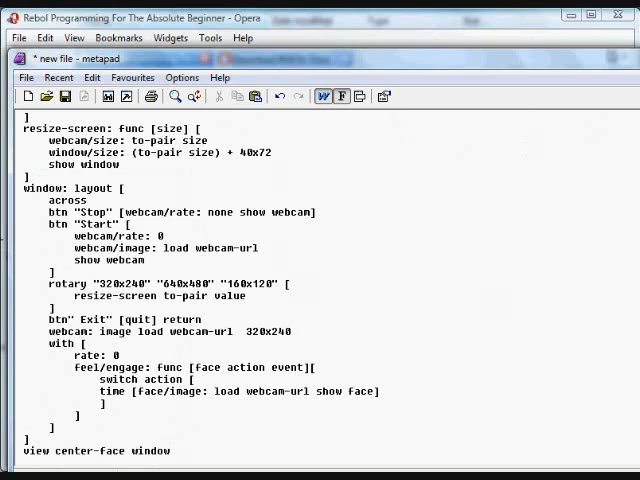 Rebol Programming For The Absolute Beginner - Opera
File Edit View Bookmarks Widgets Tools Help
* new file - metapad
File Recent Edit Favourites Options Help
]
resize-screen: func [size] [
webcam/size: to-pair size
window/size: (to-pair size) + 40x72
show window
]
window: layout [
across
btn "Stop" [webcam/rate: none show webcam]
btn "Start" [
webcam/rate: 0
webcam/image: load webcam-url
show webcam
]
rotary "320x240" "640x480" "160x120" [
resize-screen to-pair value
]
btn" Exit" [quit] return
webcam: image load webcam-url 320x240
with [
rate: 0
feel/engage: func [face action event][
switch action [
time [face/image: load webcam-url show face]
]
]
]
]
view center-face window